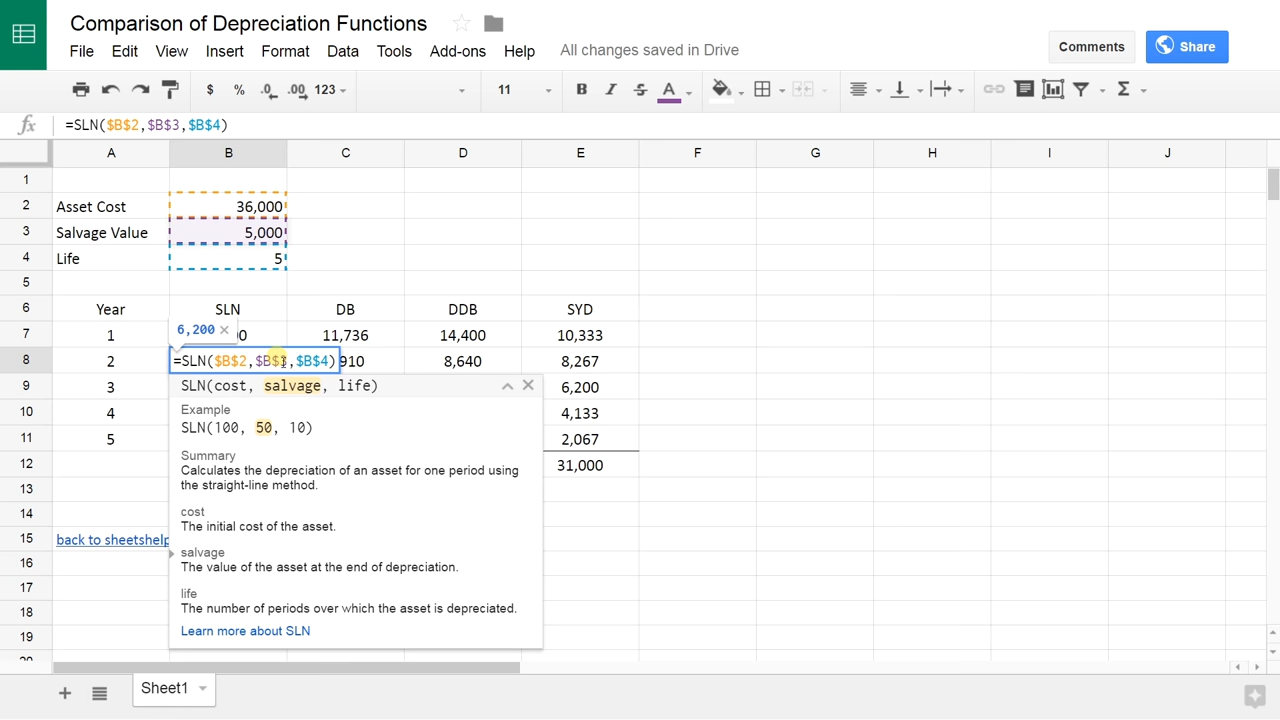 Comparison of Depreciation Functions
File Edit View Insert Format Data Tools Add-ons Help All changes saved in Drive
Comments Share
$ % .0 .00 123 11 B I S A Σ
fx =SLN($B$2,$B$3,$B$4)
A B C D E F G H I J
1
2 Asset Cost 36,000
3 Salvage Value 5,000
4 Life 5
5
6 Year SLN DB DDB SYD
6,200 ×
7 1 00 11,736 14,400 10,333
8 2 =SLN($B$2,$B$3,$B$4) 910 8,640 8,267
9 3 SLN(cost, salvage, life) 6,200
Example
10 4 SLN(100, 50, 10) 4,133
11 5 2,067
Summary
12 Calculates the depreciation of an asset for one period using 31,000
the straight-line method.
13
14 cost
The initial cost of the asset.
15 back to sheetshelp
16 salvage
The value of the asset at the end of depreciation.
17 life
18 The number of periods over which the asset is depreciated.
19 Learn more about SLN
20
Sheet1